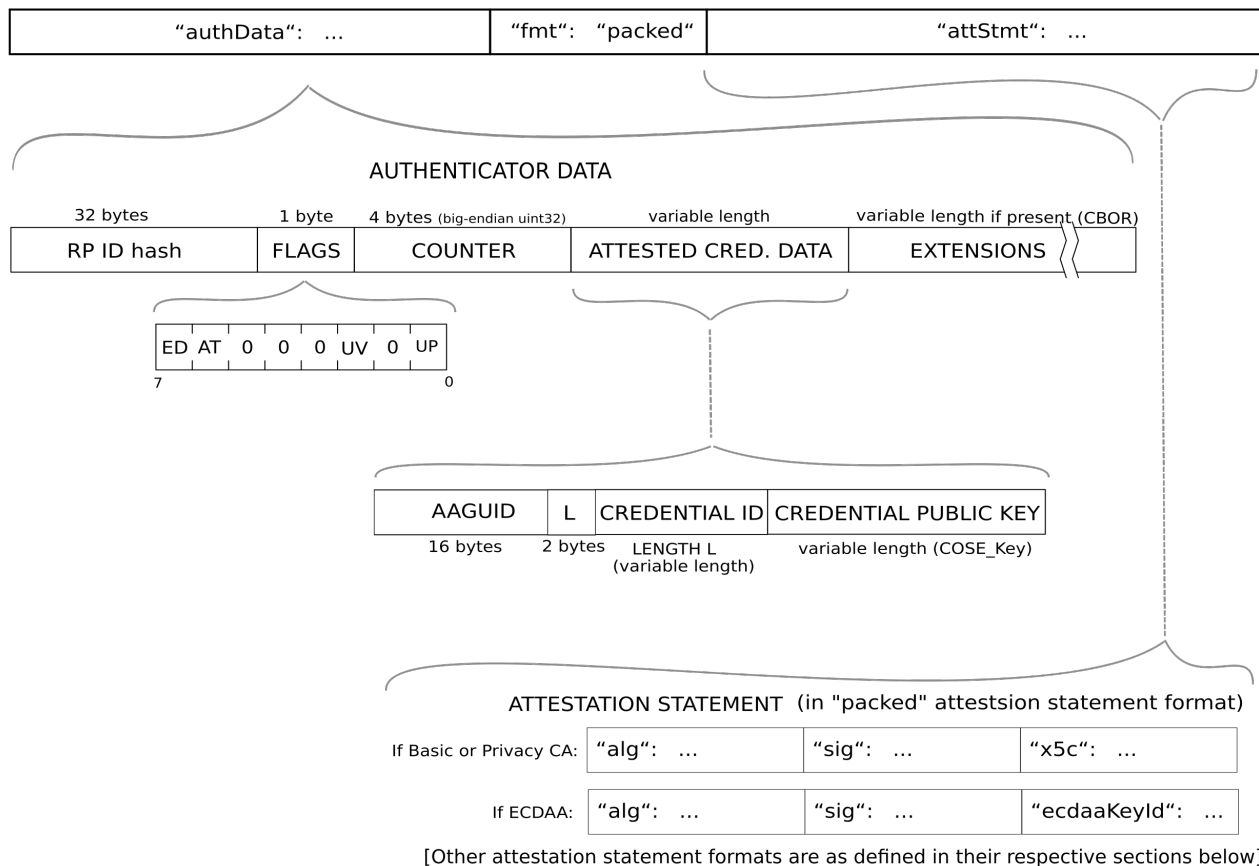 “authData“: ... “fmt“: “packed“ “attStmt“: ...
AUTHENTICATOR DATA
32 bytes 1 byte 4 bytes (big-endian uint32) variable length variable length if present (CBOR)
RP ID hash FLAGS COUNTER ATTESTED CRED. DATA EXTENSIONS
ED AT 0 0 0 UV 0 UP
7 0
AAGUID L CREDENTIAL ID CREDENTIAL PUBLIC KEY
16 bytes 2 bytes LENGTH L variable length (COSE_Key)
(variable length)
ATTESTATION STATEMENT (in "packed" attestsion statement format)
If Basic or Privacy CA: “alg“: ... “sig“: ... “x5c“: ...
If ECDAA: “alg“: ... “sig“: ... “ecdaaKeyId“: ...
[Other attestation statement formats are as defined in their respective sections below]